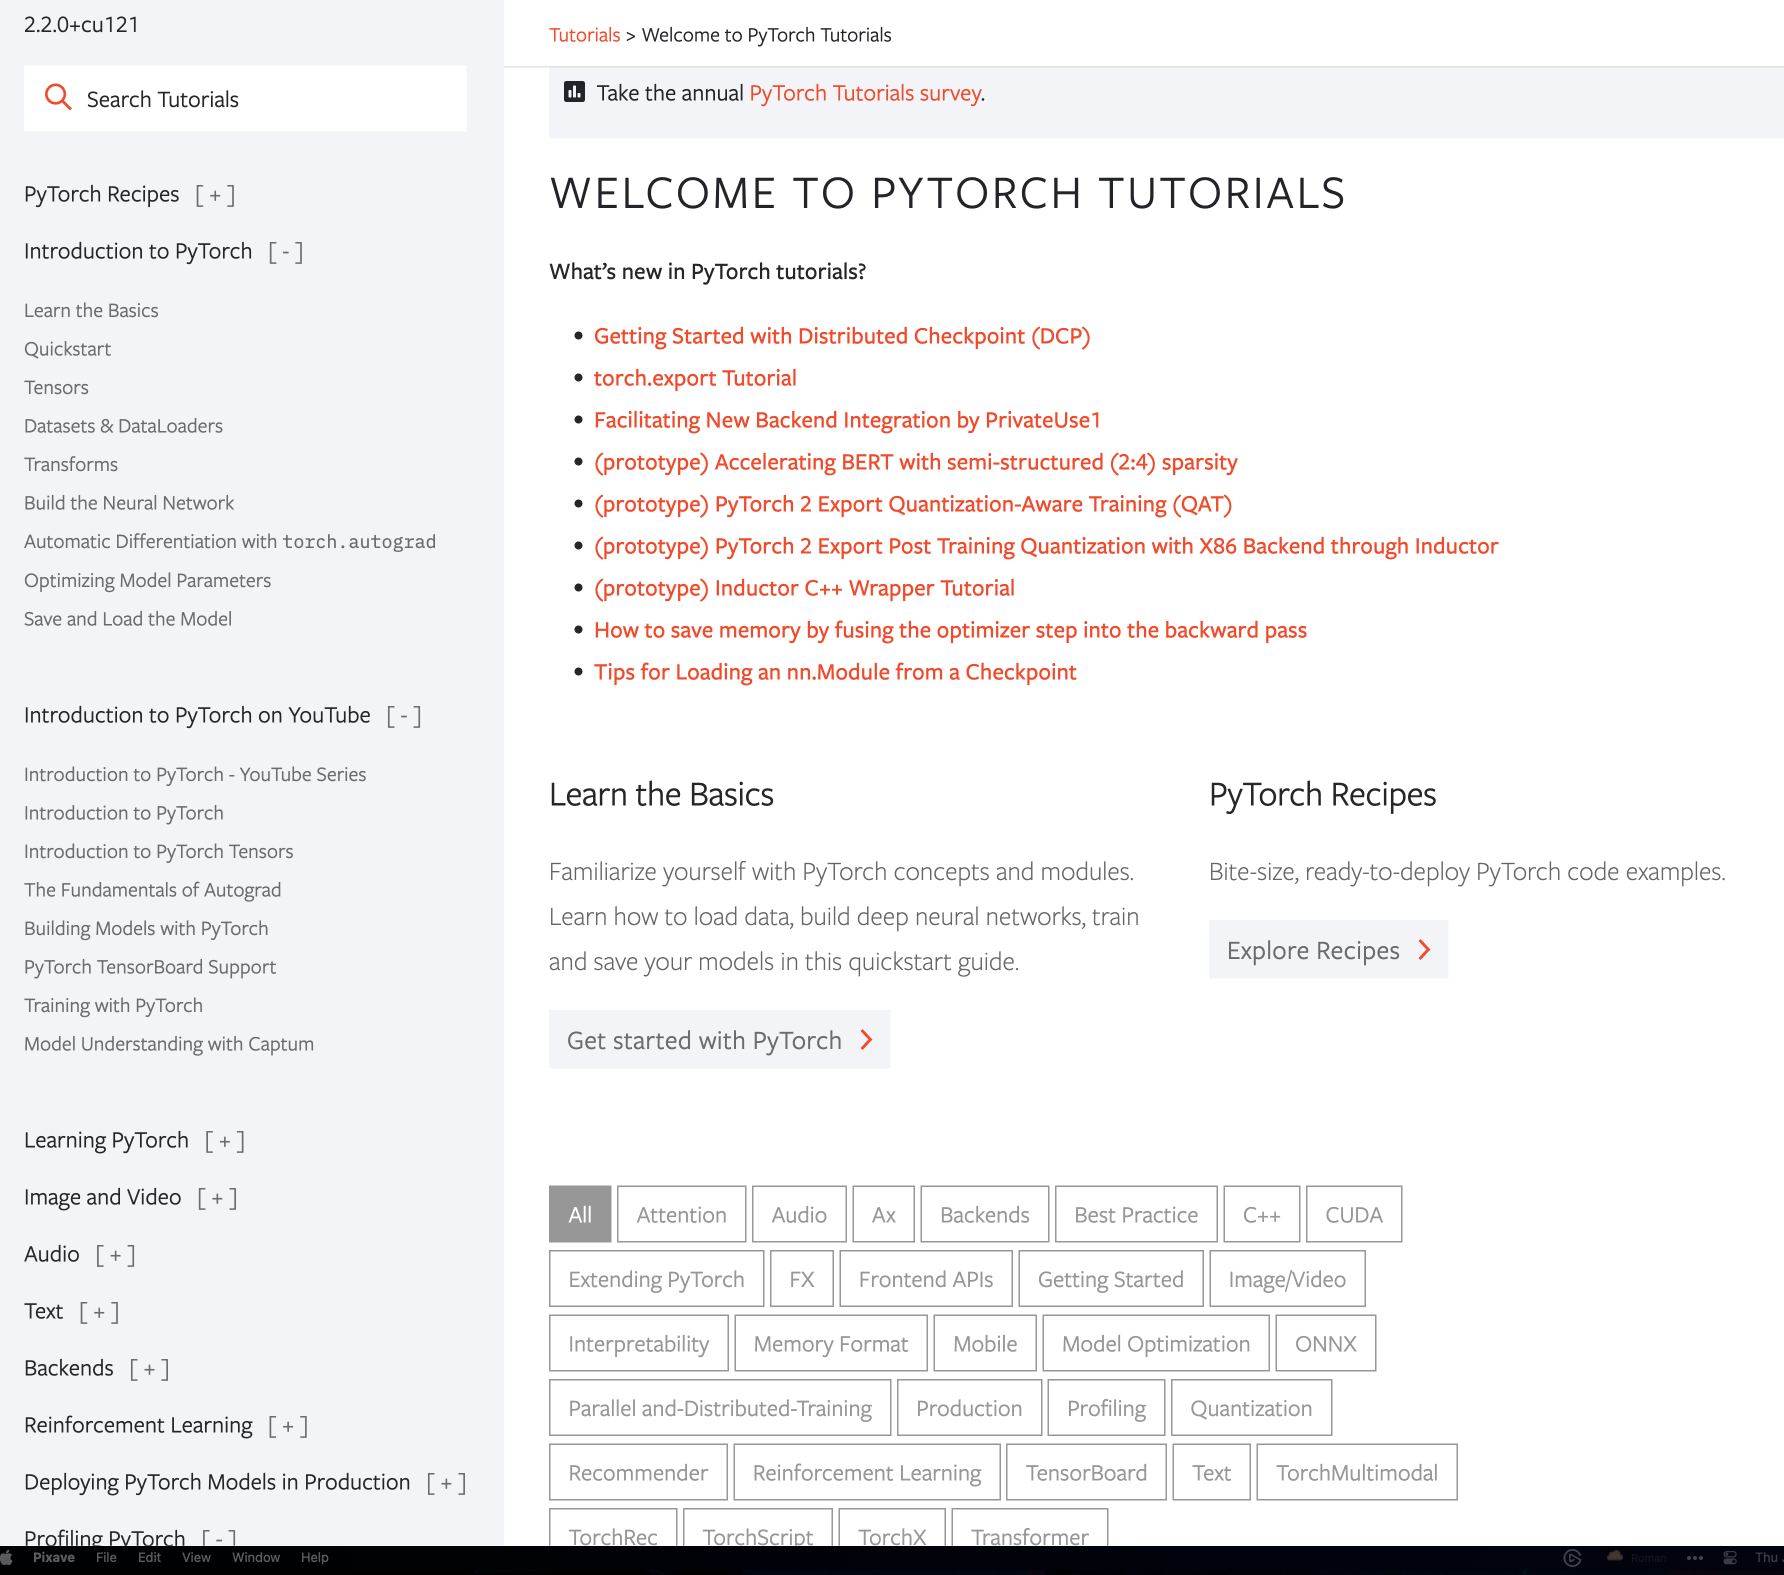 2.2.0+cu121
Search Tutorials
PyTorch Recipes [ + ]
Introduction to PyTorch [ - ]
Learn the Basics
Quickstart
Tensors
Datasets & DataLoaders
Transforms
Build the Neural Network
Automatic Differentiation with torch.autograd
Optimizing Model Parameters
Save and Load the Model
Introduction to PyTorch on YouTube [ - ]
Introduction to PyTorch - YouTube Series
Introduction to PyTorch
Introduction to PyTorch Tensors
The Fundamentals of Autograd
Building Models with PyTorch
PyTorch TensorBoard Support
Training with PyTorch
Model Understanding with Captum
Learning PyTorch [ + ]
Image and Video [ + ]
Audio [ + ]
Text [ + ]
Backends [ + ]
Reinforcement Learning [ + ]
Deploying PyTorch Models in Production [ + ]
Profiling PyTorch [ - ]
Tutorials > Welcome to PyTorch Tutorials
Take the annual PyTorch Tutorials survey.
WELCOME TO PYTORCH TUTORIALS
What’s new in PyTorch tutorials?
• Getting Started with Distributed Checkpoint (DCP)
• torch.export Tutorial
• Facilitating New Backend Integration by PrivateUse1
• (prototype) Accelerating BERT with semi-structured (2:4) sparsity
• (prototype) PyTorch 2 Export Quantization-Aware Training (QAT)
• (prototype) PyTorch 2 Export Post Training Quantization with X86 Backend through Inductor
• (prototype) Inductor C++ Wrapper Tutorial
• How to save memory by fusing the optimizer step into the backward pass
• Tips for Loading an nn.Module from a Checkpoint
Learn the Basics
Familiarize yourself with PyTorch concepts and modules.
Learn how to load data, build deep neural networks, train
and save your models in this quickstart guide.
Get started with PyTorch
PyTorch Recipes
Bite-size, ready-to-deploy PyTorch code examples.
Explore Recipes
All Attention Audio Ax Backends Best Practice C++ CUDA
Extending PyTorch FX Frontend APIs Getting Started Image/Video
Interpretability Memory Format Mobile Model Optimization ONNX
Parallel and-Distributed-Training Production Profiling Quantization
Recommender Reinforcement Learning TensorBoard Text TorchMultimodal
TorchRec TorchScript TorchX Transformer
Pixave File Edit View Window Help Roman Thu